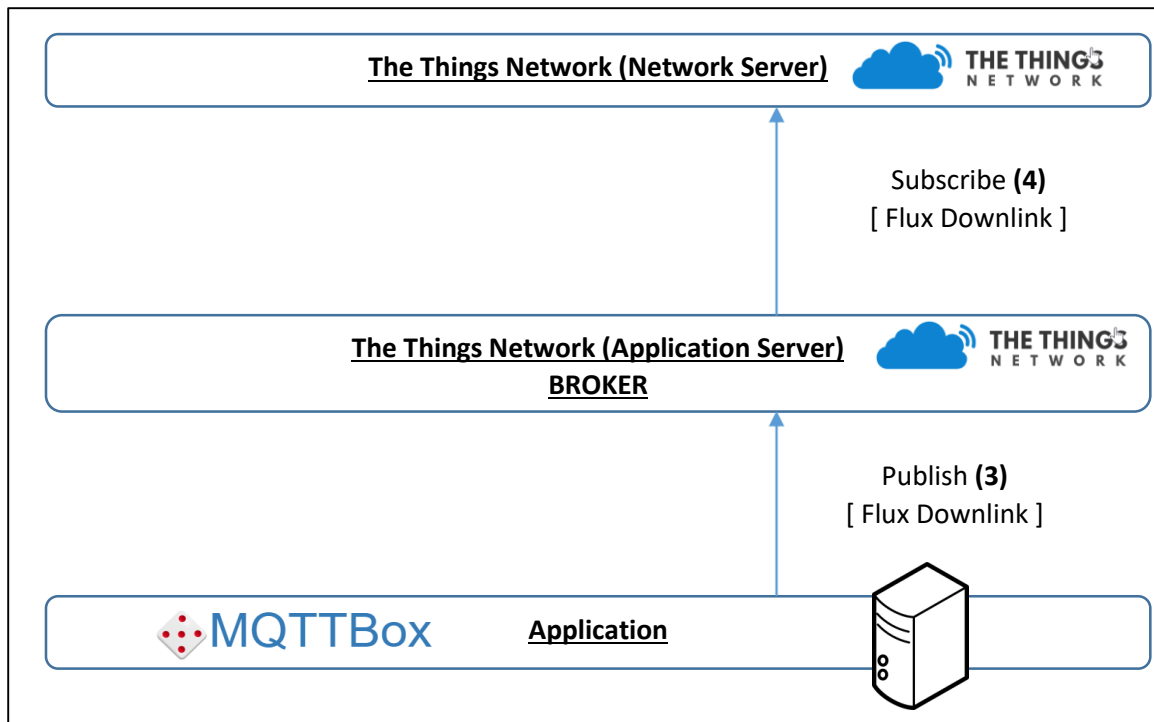 The Things Network (Network Server)
THE THINGS
NETWORK
Subscribe (4)
[ Flux Downlink ]
The Things Network (Application Server)
BROKER
THE THINGS
NETWORK
Publish (3)
[ Flux Downlink ]
MQTTBox
Application